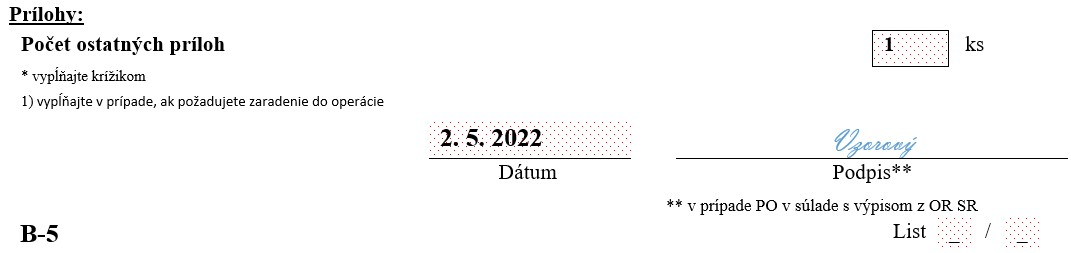 Prílohy:
Počet ostatných príloh 1 ks
* vypĺňajte krížikom
1) vypĺňajte v prípade, ak požadujete zaradenie do operácie
2. 5. 2022 Vzorový
Dátum Podpis**
** v prípade PO v súlade s výpisom z OR SR
B-5 List _ / _